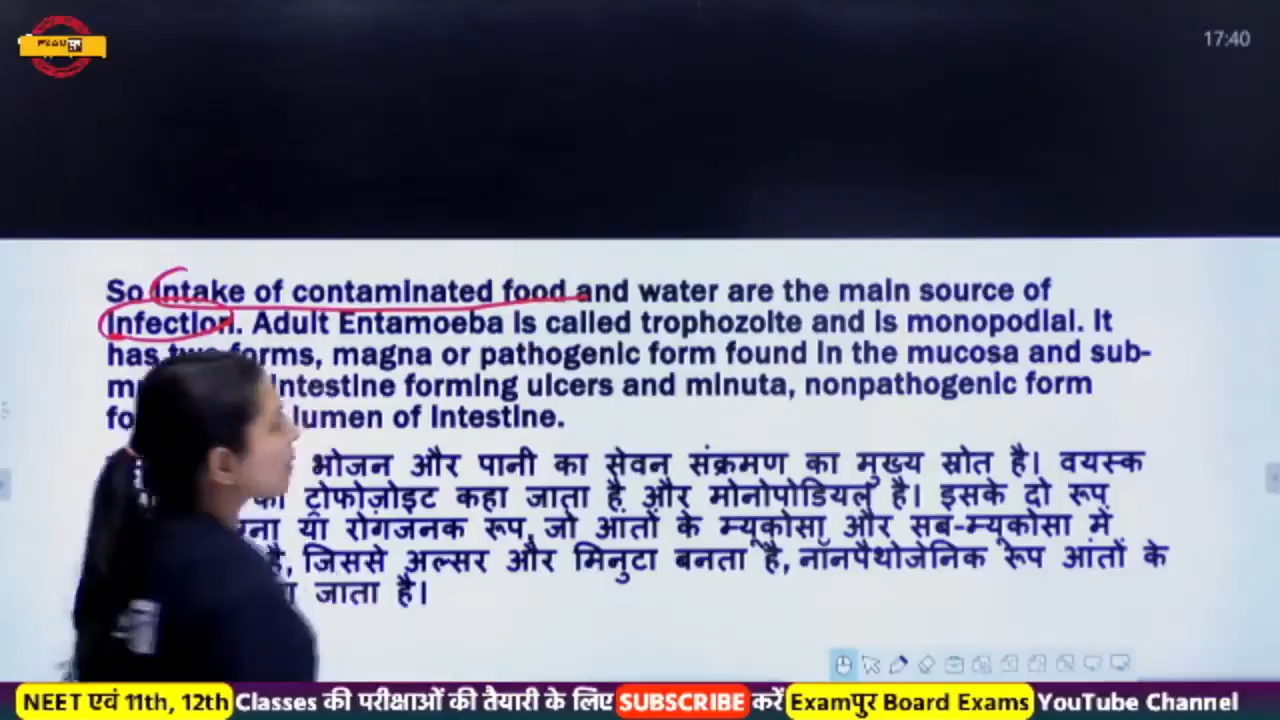 17:40
So Intake of contaminated food and water are the main source of
Infection. Adult Entamoeba is called trophozoite and is monopodial. It
has two forms, magna or pathogenic form found in the mucosa and sub-
intestine forming ulcers and minuta, nonpathogenic form
lumen of intestine.
भोजन और पानी का सेवन संक्रमण का मुख्य स्रोत है। वयस्क
को ट्रोफोज़ोइट कहा जाता है और मोनोपोडियल है। इसके दो रूप
या रोगजनक रूप, जो आंतों के म्यूकोसा और सब-म्यूकोसा में
है, जिससे अल्सर और मिनुटा बनता है, नॉनपैथोजेनिक रूप आंतों के
जाता है।
NEET एवं 11th, 12th Classes की परीक्षाओं की तैयारी के लिए SUBSCRIBE करें Examपुर Board Exams YouTube Channel